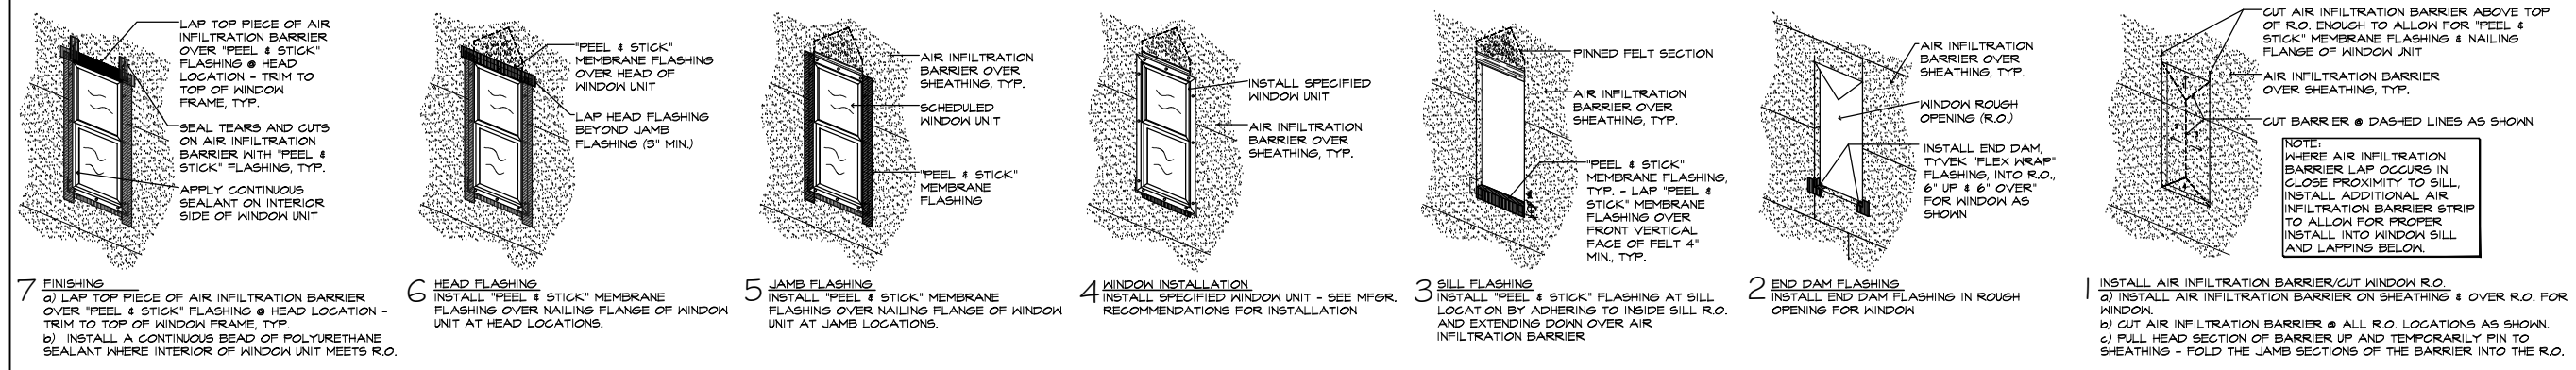 LAP TOP PIECE OF AIR
INFILTRATION BARRIER
OVER "PEEL & STICK"
FLASHING @ HEAD
LOCATION - TRIM TO
TOP OF WINDOW
FRAME, TYP.
SEAL TEARS AND CUTS
ON AIR INFILTRATION
BARRIER WITH "PEEL &
STICK" FLASHING, TYP.
APPLY CONTINUOUS
SEALANT ON INTERIOR
SIDE OF WINDOW UNIT
7 FINISHING
a) LAP TOP PIECE OF AIR INFILTRATION BARRIER
OVER "PEEL & STICK" FLASHING @ HEAD LOCATION -
TRIM TO TOP OF WINDOW FRAME, TYP.
b) INSTALL A CONTINUOUS BEAD OF POLYURETHANE
SEALANT WHERE INTERIOR OF WINDOW UNIT MEETS R.O.
"PEEL & STICK"
MEMBRANE FLASHING
OVER HEAD OF
WINDOW UNIT
LAP HEAD FLASHING
BEYOND JAMB
FLASHING (3" MIN.)
6 HEAD FLASHING
INSTALL "PEEL & STICK" MEMBRANE
FLASHING OVER NAILING FLANGE OF WINDOW
UNIT AT HEAD LOCATIONS.
AIR INFILTRATION
BARRIER OVER
SHEATHING, TYP.
SCHEDULED
WINDOW UNIT
"PEEL & STICK"
MEMBRANE
FLASHING
5 JAMB FLASHING
INSTALL "PEEL & STICK" MEMBRANE
FLASHING OVER NAILING FLANGE OF WINDOW
UNIT AT JAMB LOCATIONS.
INSTALL SPECIFIED
WINDOW UNIT
AIR INFILTRATION
BARRIER OVER
SHEATHING, TYP.
4 WINDOW INSTALLATION
INSTALL SPECIFIED WINDOW UNIT - SEE MFGR.
RECOMMENDATIONS FOR INSTALLATION
PINNED FELT SECTION
AIR INFILTRATION
BARRIER OVER
SHEATHING, TYP.
"PEEL & STICK"
MEMBRANE FLASHING,
TYP. - LAP "PEEL &
STICK" MEMBRANE
FLASHING OVER
FRONT VERTICAL
FACE OF FELT 4"
MIN., TYP.
3 SILL FLASHING
INSTALL "PEEL & STICK" FLASHING AT SILL
LOCATION BY ADHERING TO INSIDE SILL R.O.
AND EXTENDING DOWN OVER AIR
INFILTRATION BARRIER
AIR INFILTRATION
BARRIER OVER
SHEATHING, TYP.
WINDOW ROUGH
OPENING (R.O.)
INSTALL END DAM,
TYVEK "FLEX WRAP"
FLASHING, INTO R.O.,
6" UP & 6" OVER"
FOR WINDOW AS
SHOWN
2 END DAM FLASHING
INSTALL END DAM FLASHING IN ROUGH
OPENING FOR WINDOW
CUT AIR INFILTRATION BARRIER ABOVE TOP
OF R.O. ENOUGH TO ALLOW FOR "PEEL &
STICK" MEMBRANE FLASHING & NAILING
FLANGE OF WINDOW UNIT
AIR INFILTRATION BARRIER
OVER SHEATHING, TYP.
CUT BARRIER @ DASHED LINES AS SHOWN
NOTE:
WHERE AIR INFILTRATION
BARRIER LAP OCCURS IN
CLOSE PROXIMITY TO SILL,
INSTALL ADDITIONAL AIR
INFILTRATION BARRIER STRIP
TO ALLOW FOR PROPER
INSTALL INTO WINDOW SILL
AND LAPPING BELOW.
1 INSTALL AIR INFILTRATION BARRIER/CUT WINDOW R.O.
a) INSTALL AIR INFILTRATION BARRIER ON SHEATHING & OVER R.O. FOR
WINDOW.
b) CUT AIR INFILTRATION BARRIER @ ALL R.O. LOCATIONS AS SHOWN.
c) PULL HEAD SECTION OF BARRIER UP AND TEMPORARILY PIN TO
SHEATHING - FOLD THE JAMB SECTIONS OF THE BARRIER INTO THE R.O.